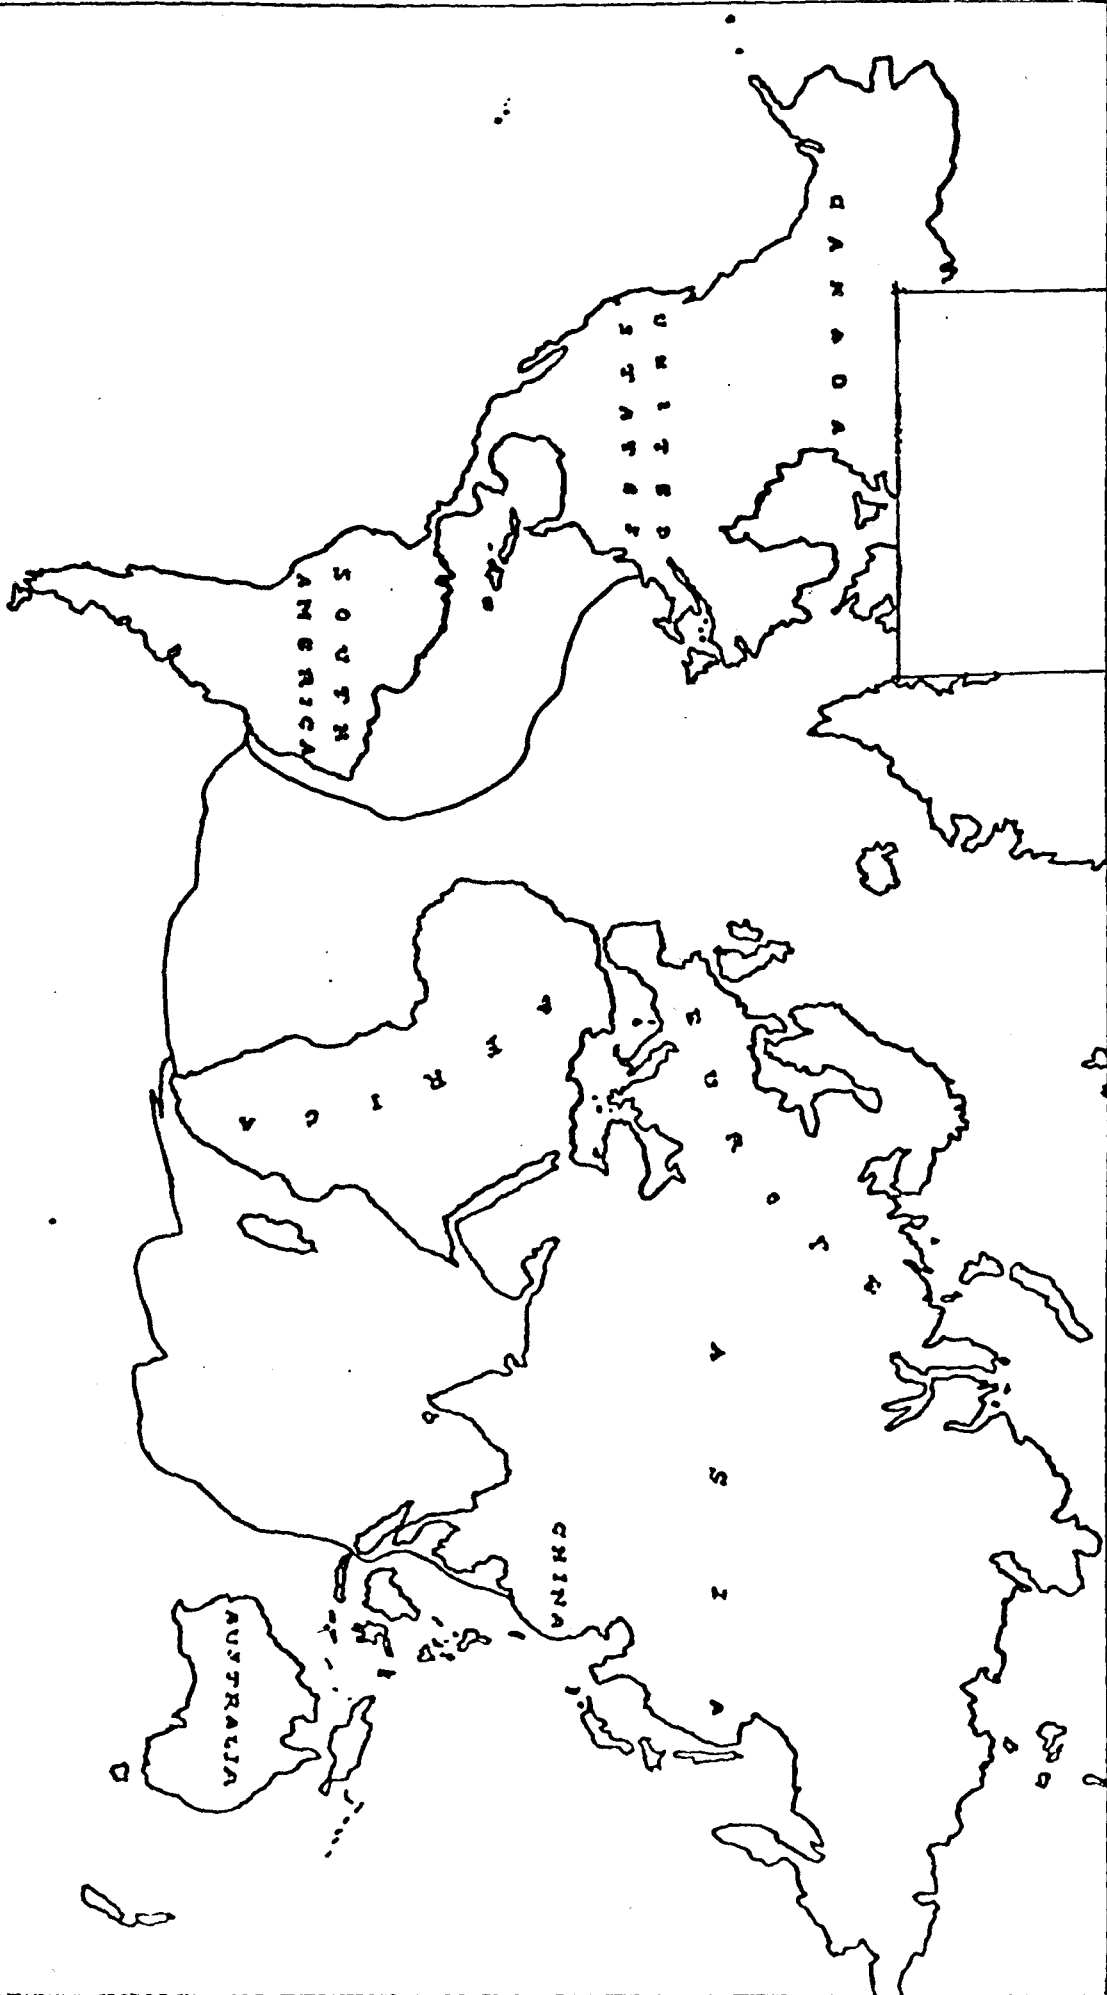 CANADA
UNITED
STATES
SOUTH
AMERICA
AFRICA
EUROPE
ASIA
CHINA
AUSTRALIA